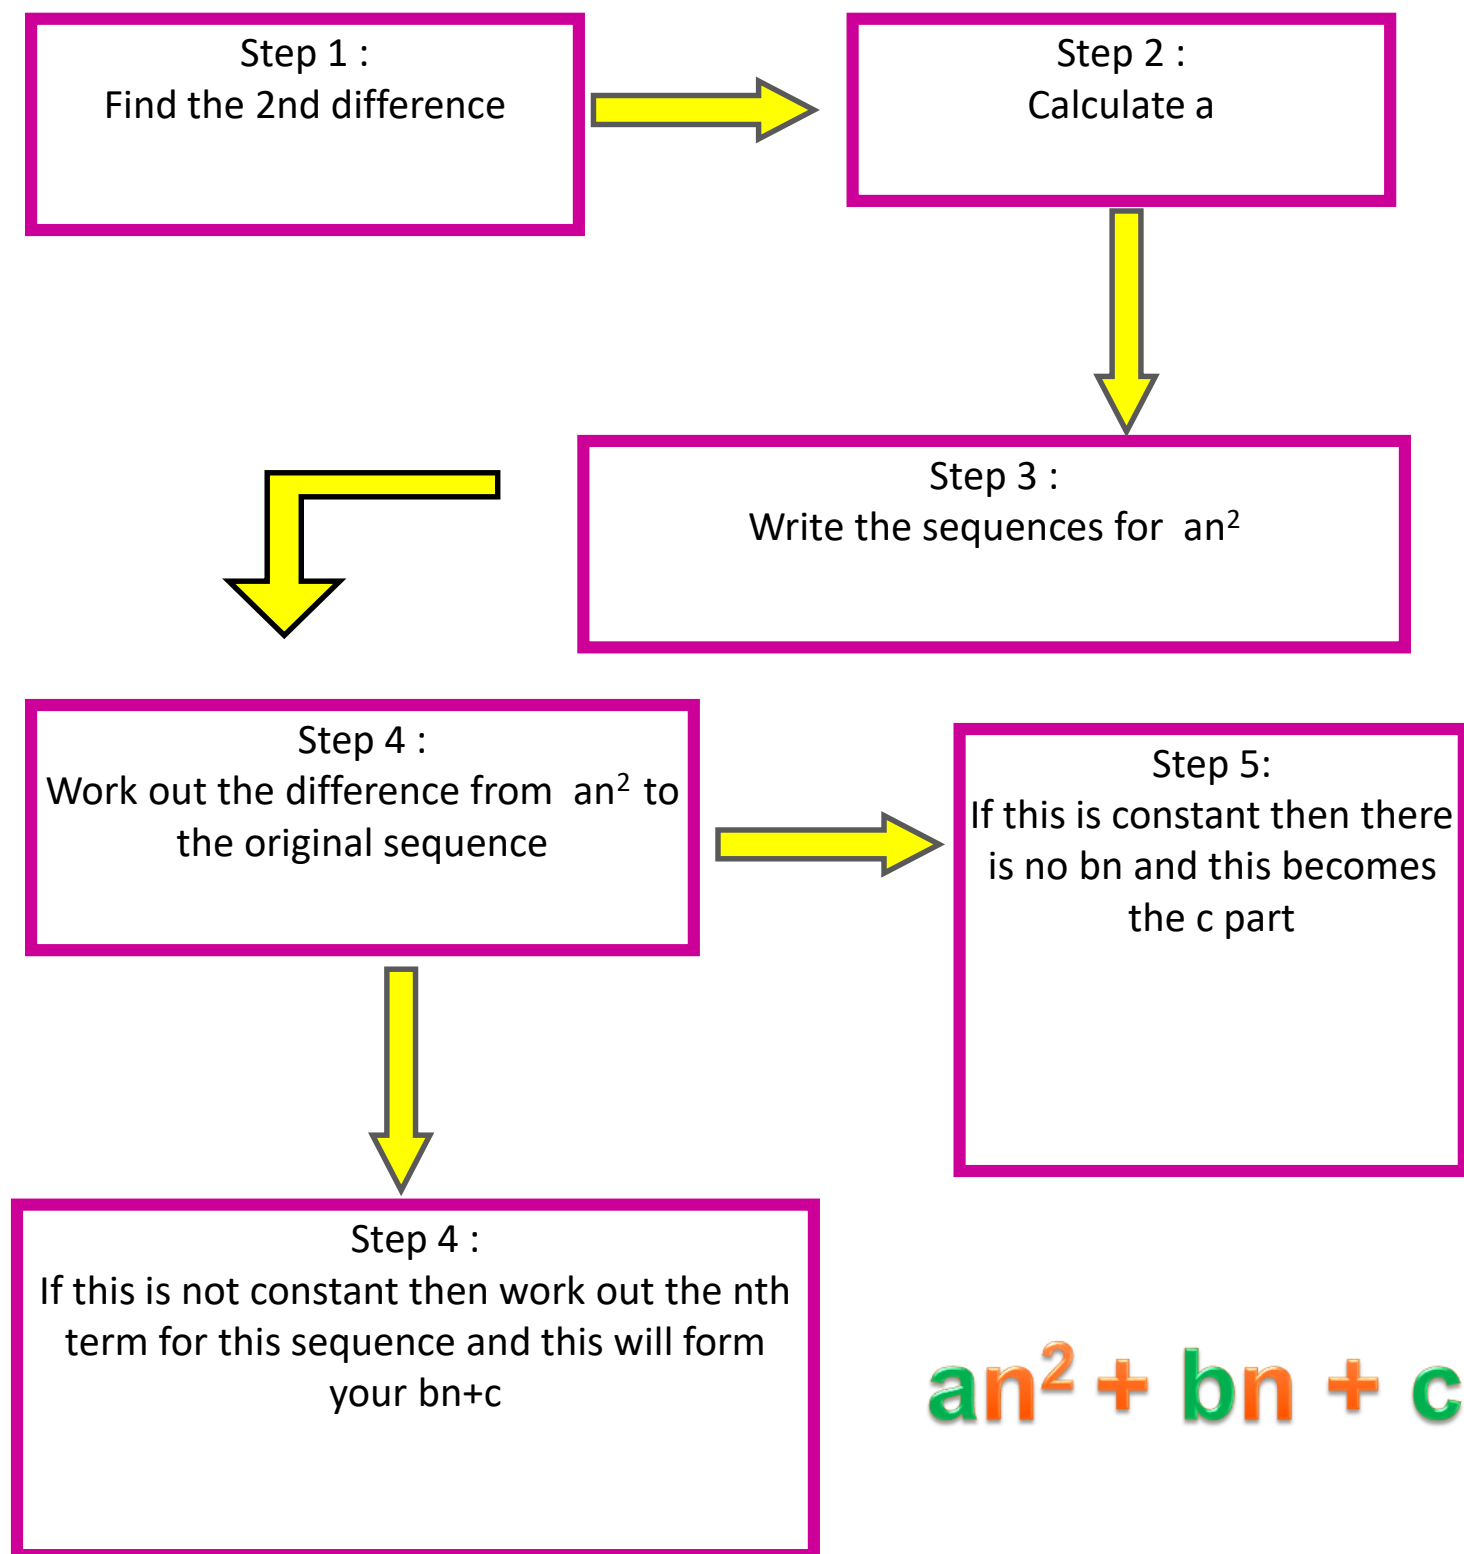 Step 1 :
Find the 2nd difference
Step 2 :
Calculate a
Step 3 :
Write the sequences for an²
Step 4 :
Work out the difference from an² to
the original sequence
Step 5:
If this is constant then there
is no bn and this becomes
the c part
Step 4 :
If this is not constant then work out the nth
term for this sequence and this will form
your bn+c
an² + bn + c